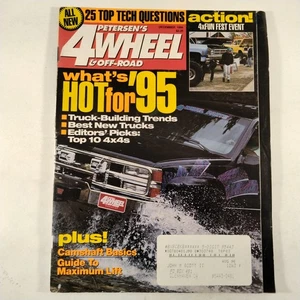 ALL NEW
25 TOP TECH QUESTIONS
action!
4xFUN FEST EVENT
PETERSEN'S
4WHEEL
& OFF-ROAD
what's
HOT for '95
Truck-Building Trends
Best New Trucks
Editors' Picks:
Top 10 4x4s
plus!
Camshaft Basics
Guide to
Maximum Lift